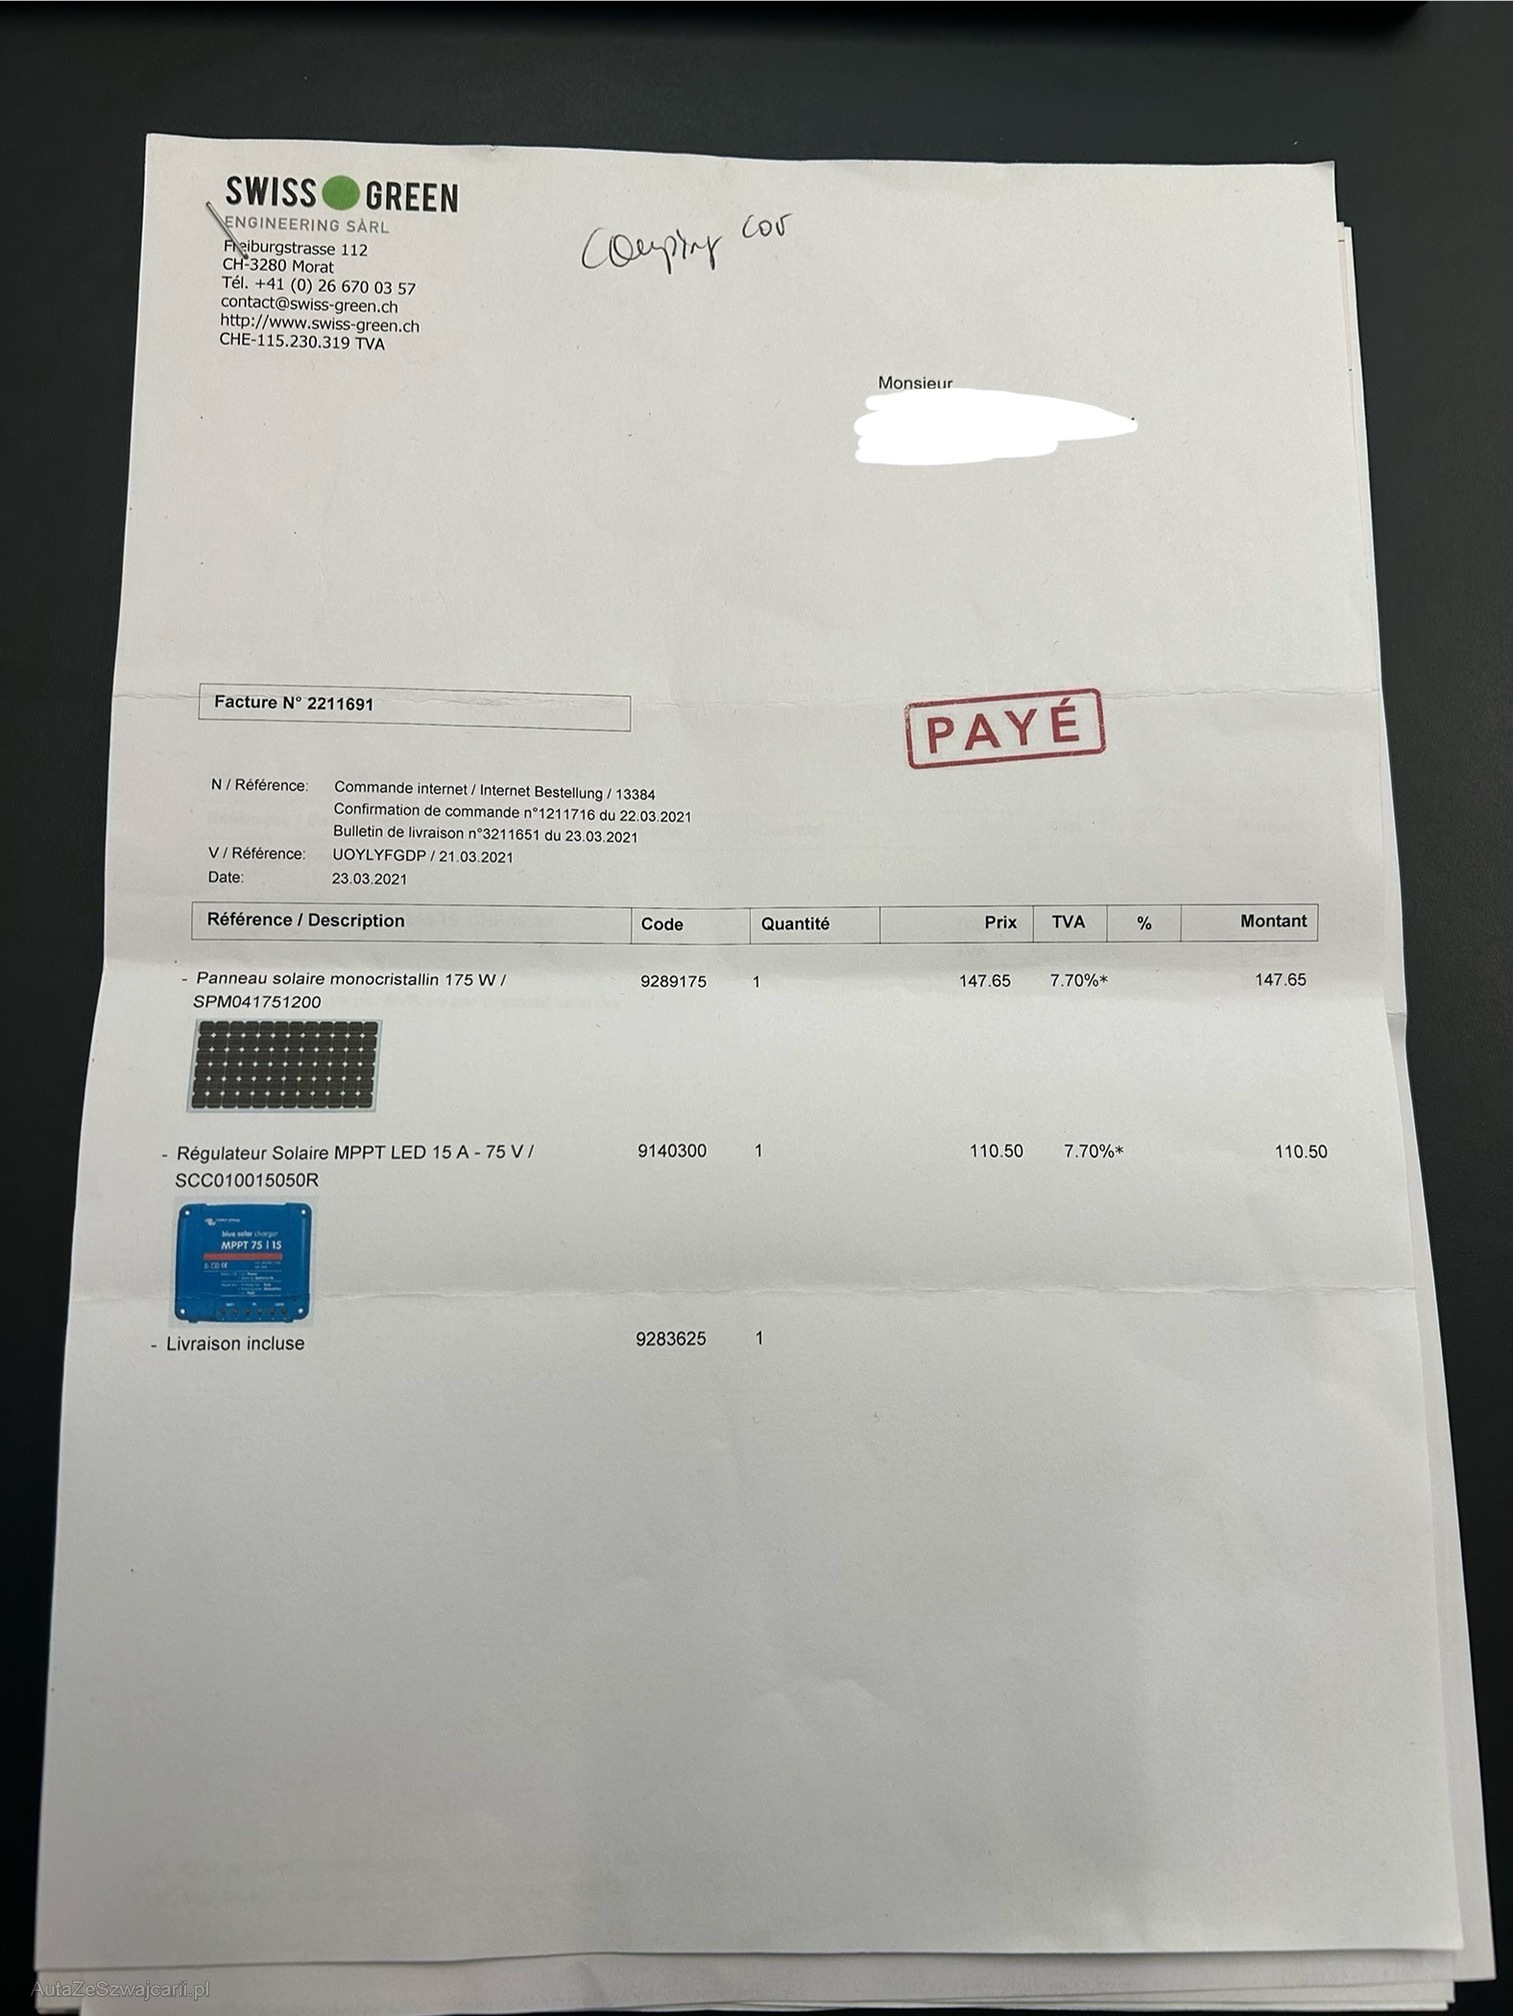 SWISS GREEN
ENGINEERING SÀRL
Freiburgstrasse 112
CH-3280 Morat
Tél. +41 (0) 26 670 03 57
contact@swiss-green.ch
http://www.swiss-green.ch
CHE-115.230.319 TVA
Camping car
Monsieur
Facture N° 2211691
PAYÉ
N / Référence: Commande internet / Internet Bestellung / 13384
Confirmation de commande n°1211716 du 22.03.2021
Bulletin de livraison n°3211651 du 23.03.2021
V / Référence: UOYLYFGDP / 21.03.2021
Date: 23.03.2021
Référence / Description Code Quantité Prix TVA % Montant
- Panneau solaire monocristallin 175 W / 9289175 1 147.65 7.70%* 147.65
SPM041751200
- Régulateur Solaire MPPT LED 15 A - 75 V / 9140300 1 110.50 7.70%* 110.50
SCC010015050R
blue solar charger
MPPT 75 | 15
- Livraison incluse 9283625 1
AutaZeSzwajcarii.pl